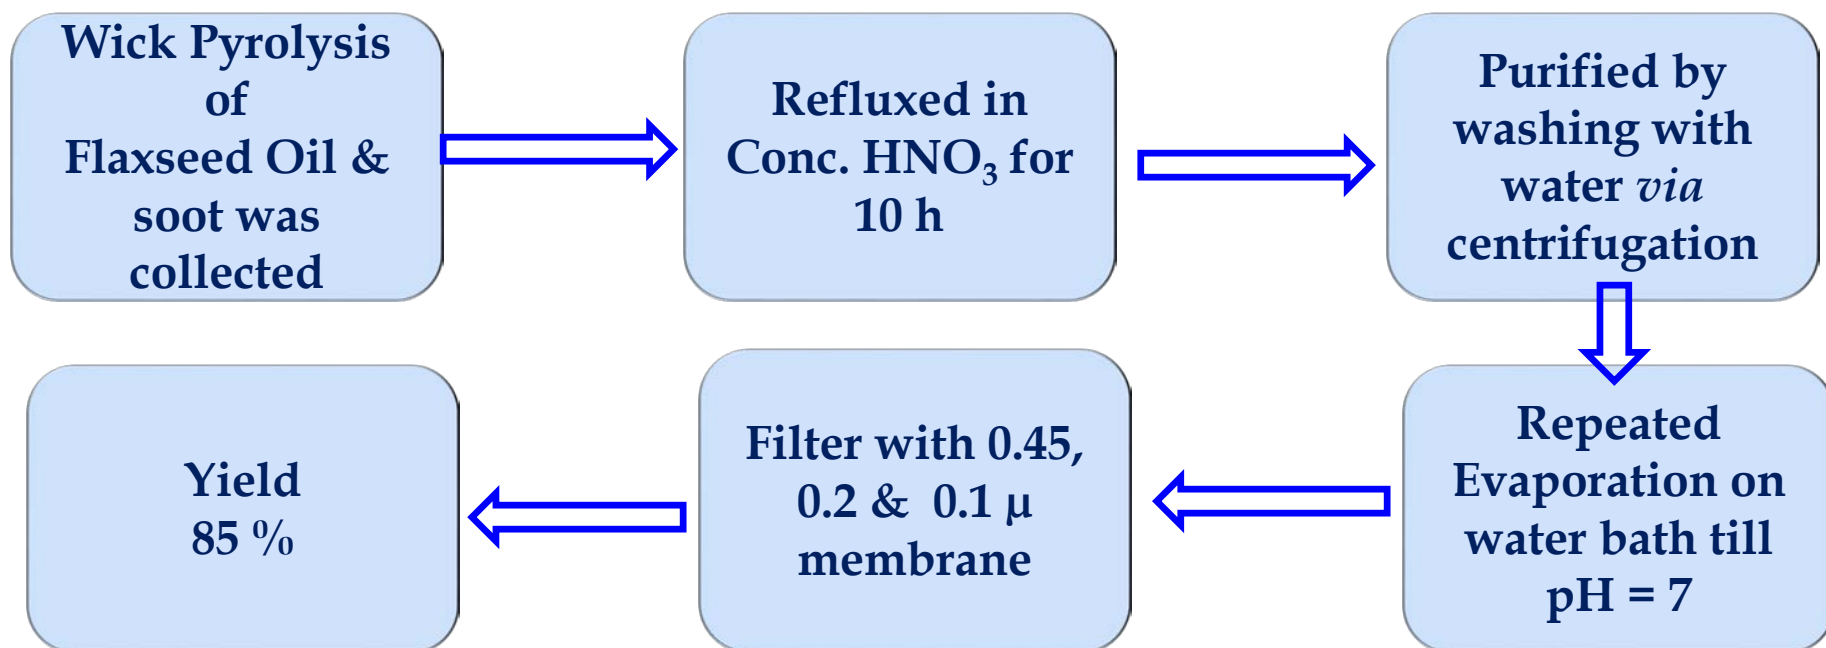 Wick Pyrolysis
of
Flaxseed Oil &
soot was
collected
Refluxed in
Conc. HNO₃ for
10 h
Purified by
washing with
water via
centrifugation
Repeated
Evaporation on
water bath till
pH = 7
Filter with 0.45,
0.2 & 0.1 µ
membrane
Yield
85 %